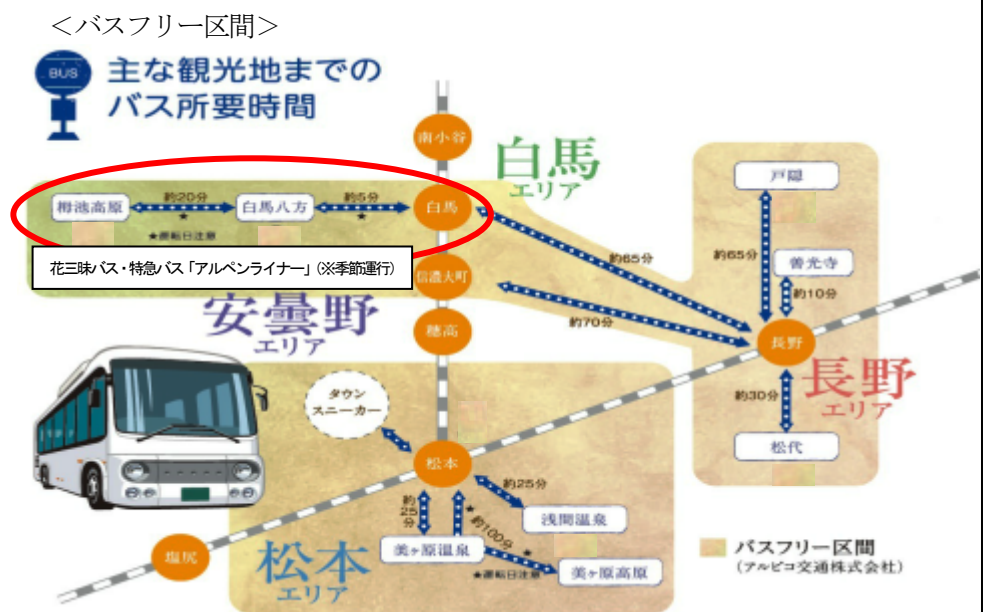 ＜バスフリー区間＞
BUS
主な観光地までの
バス所要時間
南小谷
白馬
エリア
戸隠
栂池高原
約20分
★
白馬八方
約5分
★
白馬
★運転日注意
約65分
約65分
善光寺
花三昧バス・特急バス「アルペンライナー」(※季節運行)
信濃大町
約10分
安曇野
エリア
穂高
約70分
長野
長野
エリア
タウン
スニーカー
約30分
松代
松本
約25分
約
25
分
★約100分
浅間温泉
美ヶ原温泉
★
★運転日注意
美ヶ原高原
塩尻
松本
エリア
バスフリー区間
(アルピコ交通株式会社)